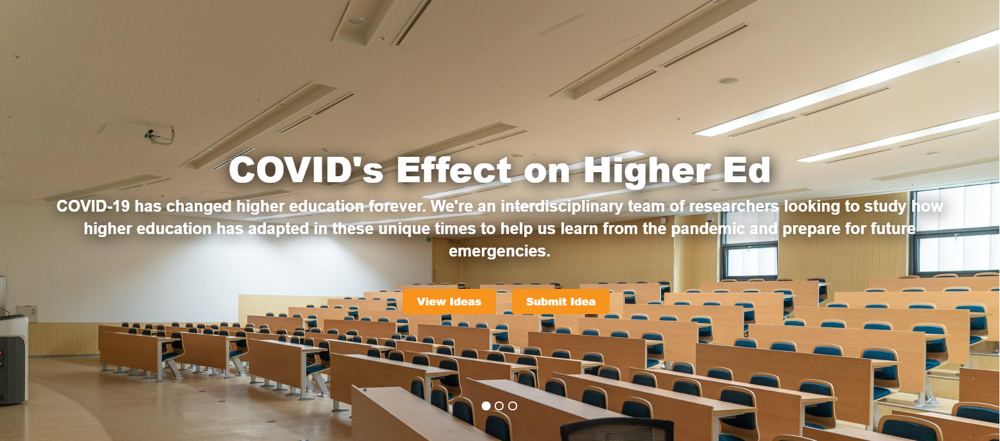 COVID's Effect on Higher Ed
COVID-19 has changed higher education forever. We're an interdisciplinary team of researchers looking to study how
higher education has adapted in these unique times to help us learn from the pandemic and prepare for future
emergencies.
View Ideas
Submit Idea